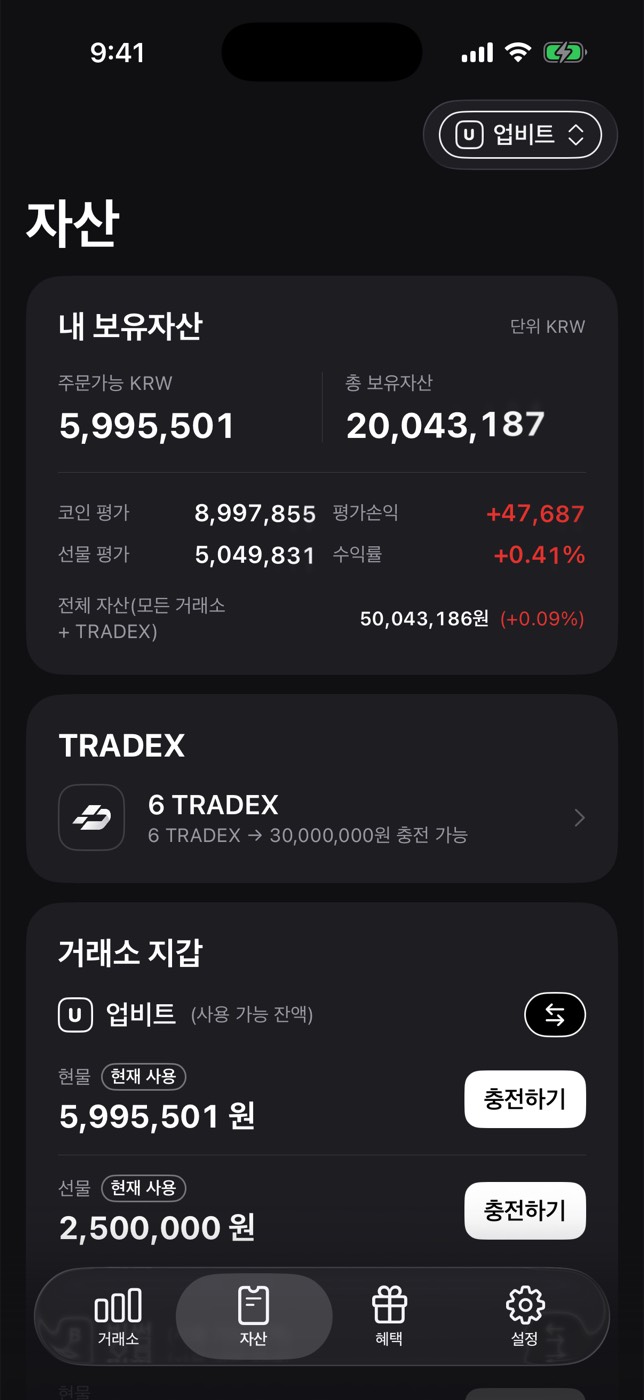 9:41
U 업비트
자산
내 보유자산 단위 KRW
주문가능 KRW 총 보유자산
5,995,501 20,043,187
코인 평가 8,997,855 평가손익 +47,687
선물 평가 5,049,831 수익률 +0.41%
전체 자산(모든 거래소
+ TRADEX) 50,043,186원 (+0.09%)
TRADEX
6 TRADEX
6 TRADEX → 30,000,000원 충전 가능
거래소 지갑
U 업비트 (사용 가능 잔액)
현물 현재 사용
5,995,501 원 충전하기
선물 현재 사용
2,500,000 원 충전하기
거래소 자산 혜택 설정
현물